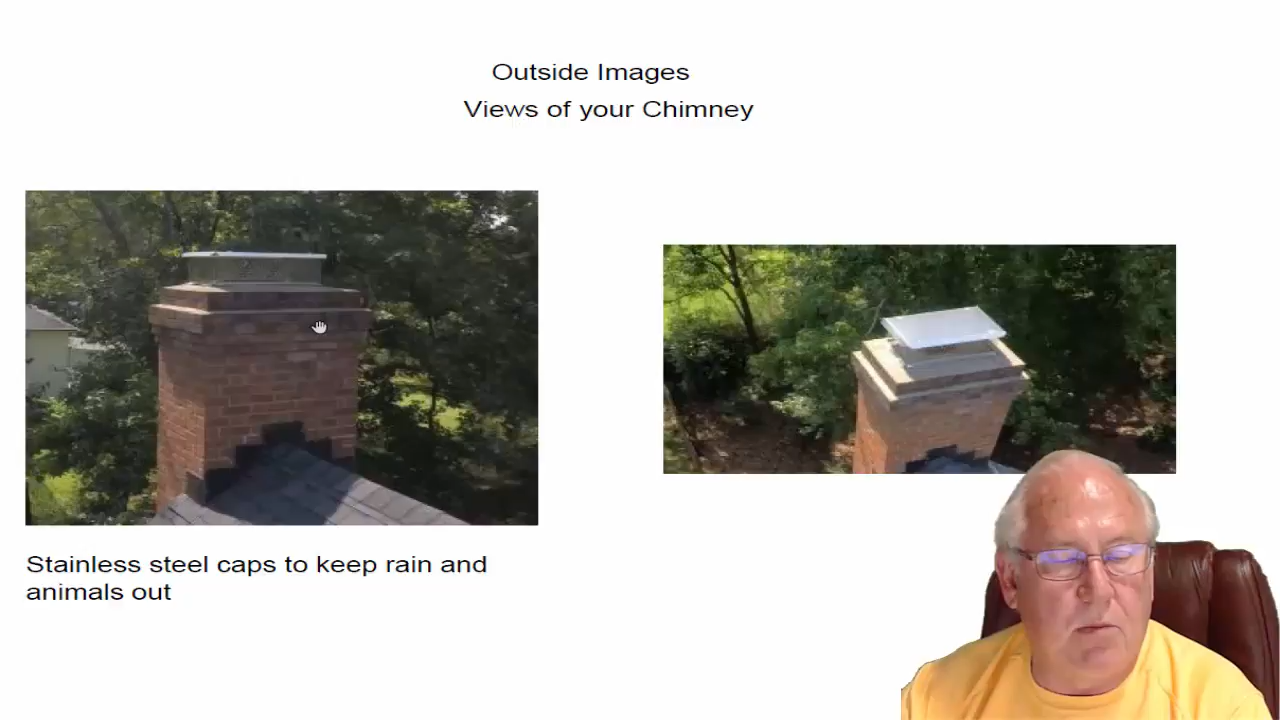 Outside Images
Views of your Chimney
Stainless steel caps to keep rain and
animals out